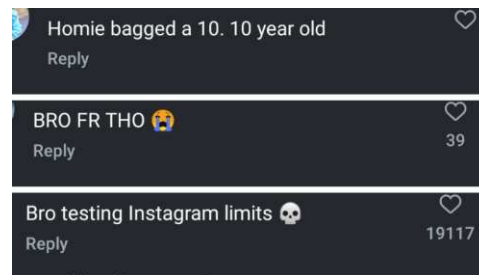 Homie bagged a 10. 10 year old
Reply
BRO FR THO 😭
39
Reply
Bro testing Instagram limits 💀
19117
Reply